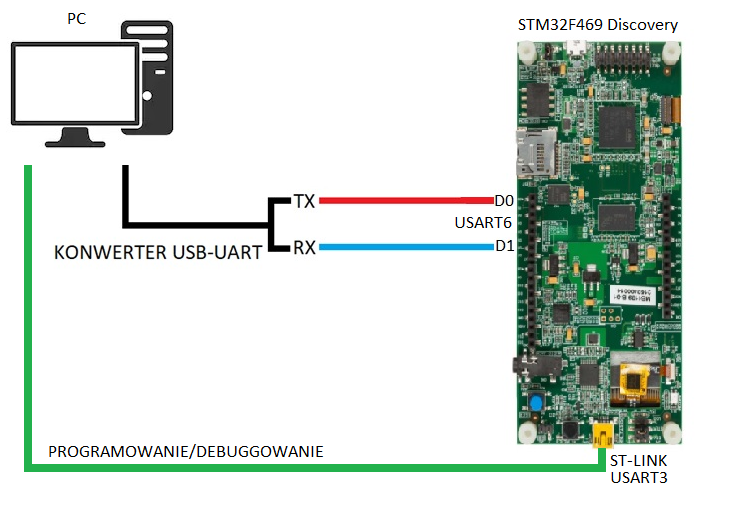 PC
STM32F469 Discovery
TX
D0
USART6
KONWERTER USB-UART
RX
D1
PROGRAMOWANIE/DEBUGGOWANIE
ST-LINK
USART3